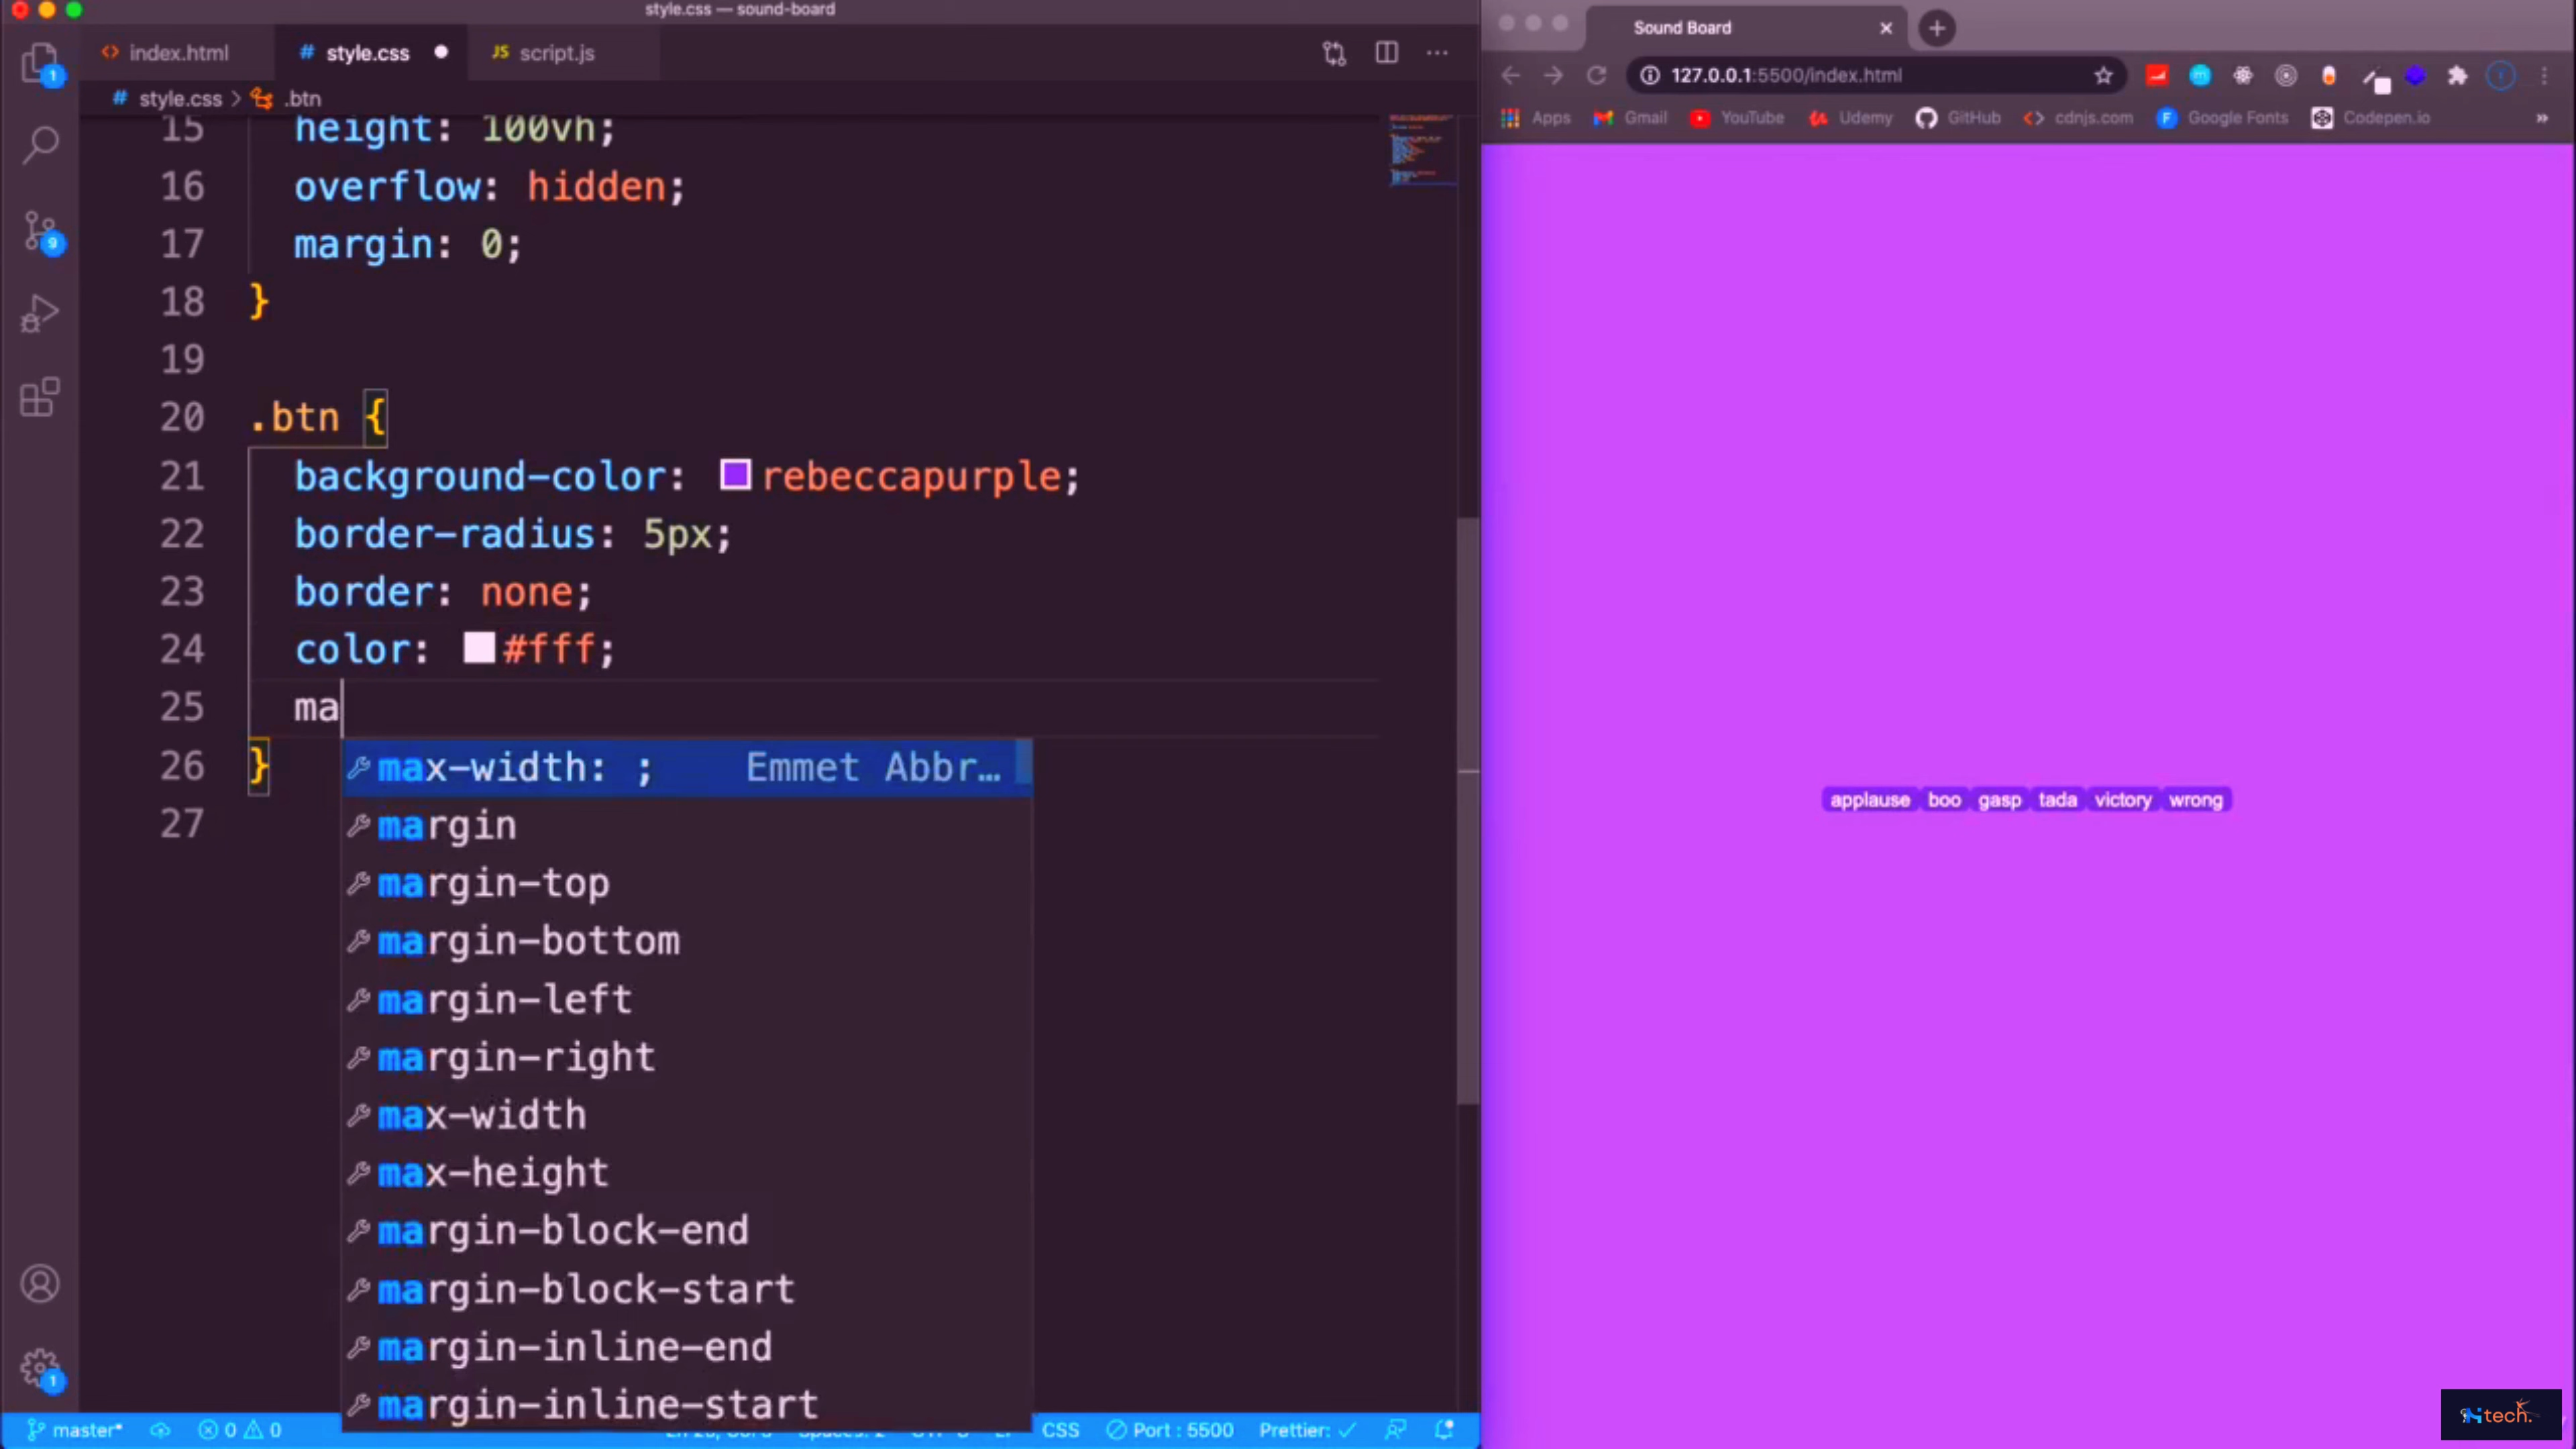 style.css — sound-board
index.html
style.css
JS script.js
# style.css > .btn
15 height: 100vh;
16 overflow: hidden;
17 margin: 0;
18 }
19
20 .btn {
21 background-color: rebeccapurple;
22 border-radius: 5px;
23 border: none;
24 color: #fff;
25 ma
26 }
27
max-width: ; Emmet Abbr…
margin
margin-top
margin-bottom
margin-left
margin-right
max-width
max-height
margin-block-end
margin-block-start
margin-inline-end
margin-inline-start
1
9
1
master* 0 0 CSS Port : 5500 Prettier: ✓
Sound Board
127.0.0.1:5500/index.html
Apps Gmail YouTube Udemy GitHub cdnjs.com Google Fonts Codepen.io »
applause boo gasp tada victory wrong
tech.